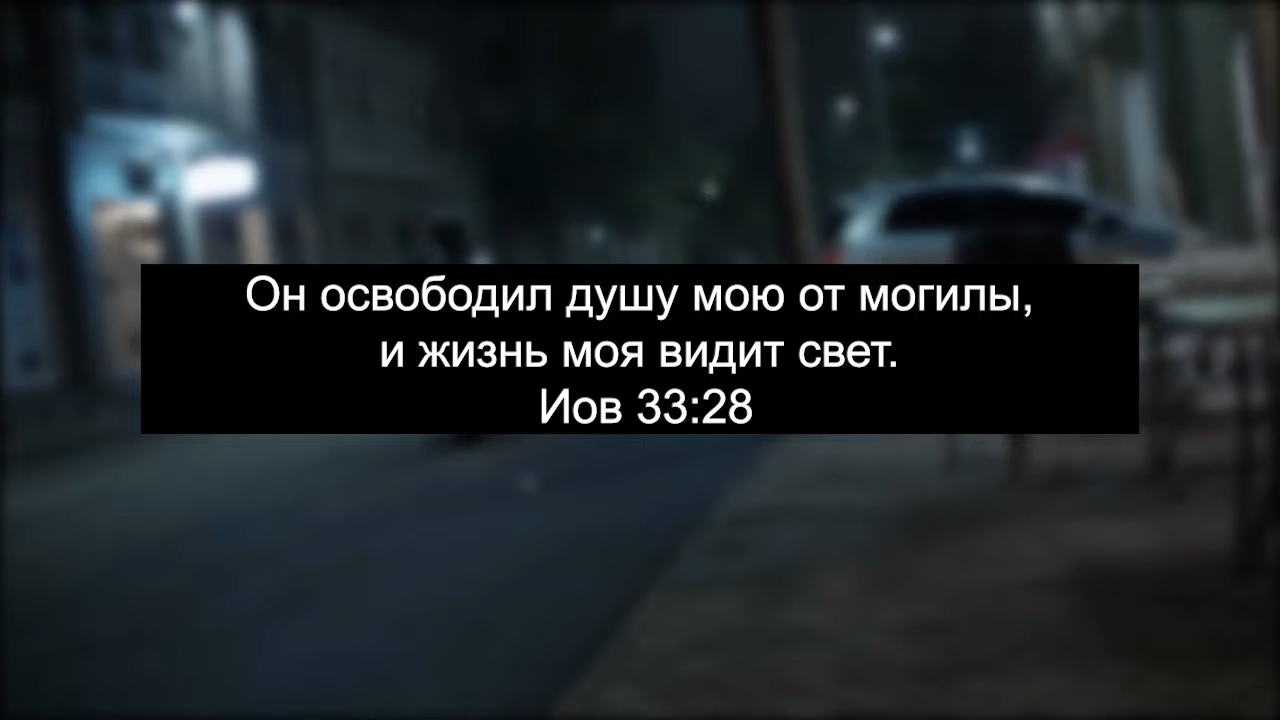 Он освободил душу мою от могилы,
и жизнь моя видит свет.
Иов 33:28